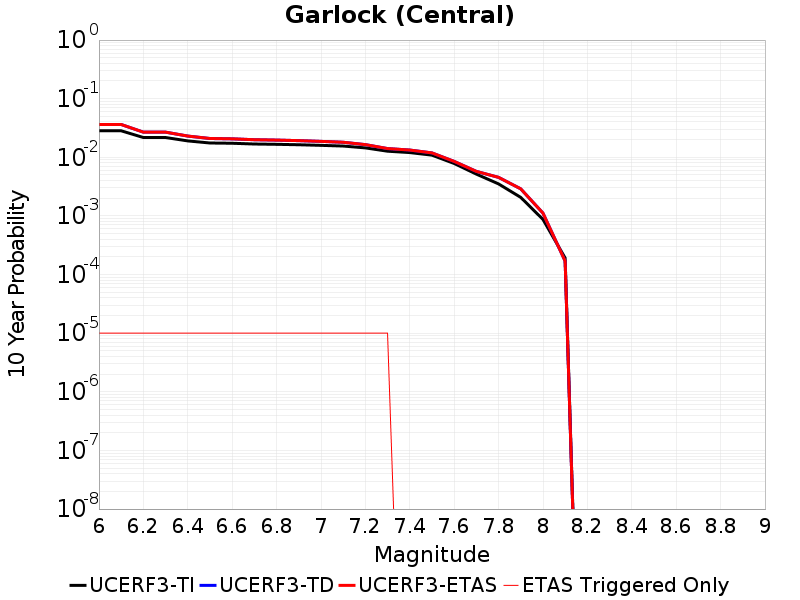 Garlock (Central)
10 Year Probability
10^0
10^-1
10^-2
10^-3
10^-4
10^-5
10^-6
10^-7
10^-8
6 6.2 6.4 6.6 6.8 7 7.2 7.4 7.6 7.8 8 8.2 8.4 8.6 8.8 9
Magnitude
UCERF3-TI UCERF3-TD UCERF3-ETAS ETAS Triggered Only